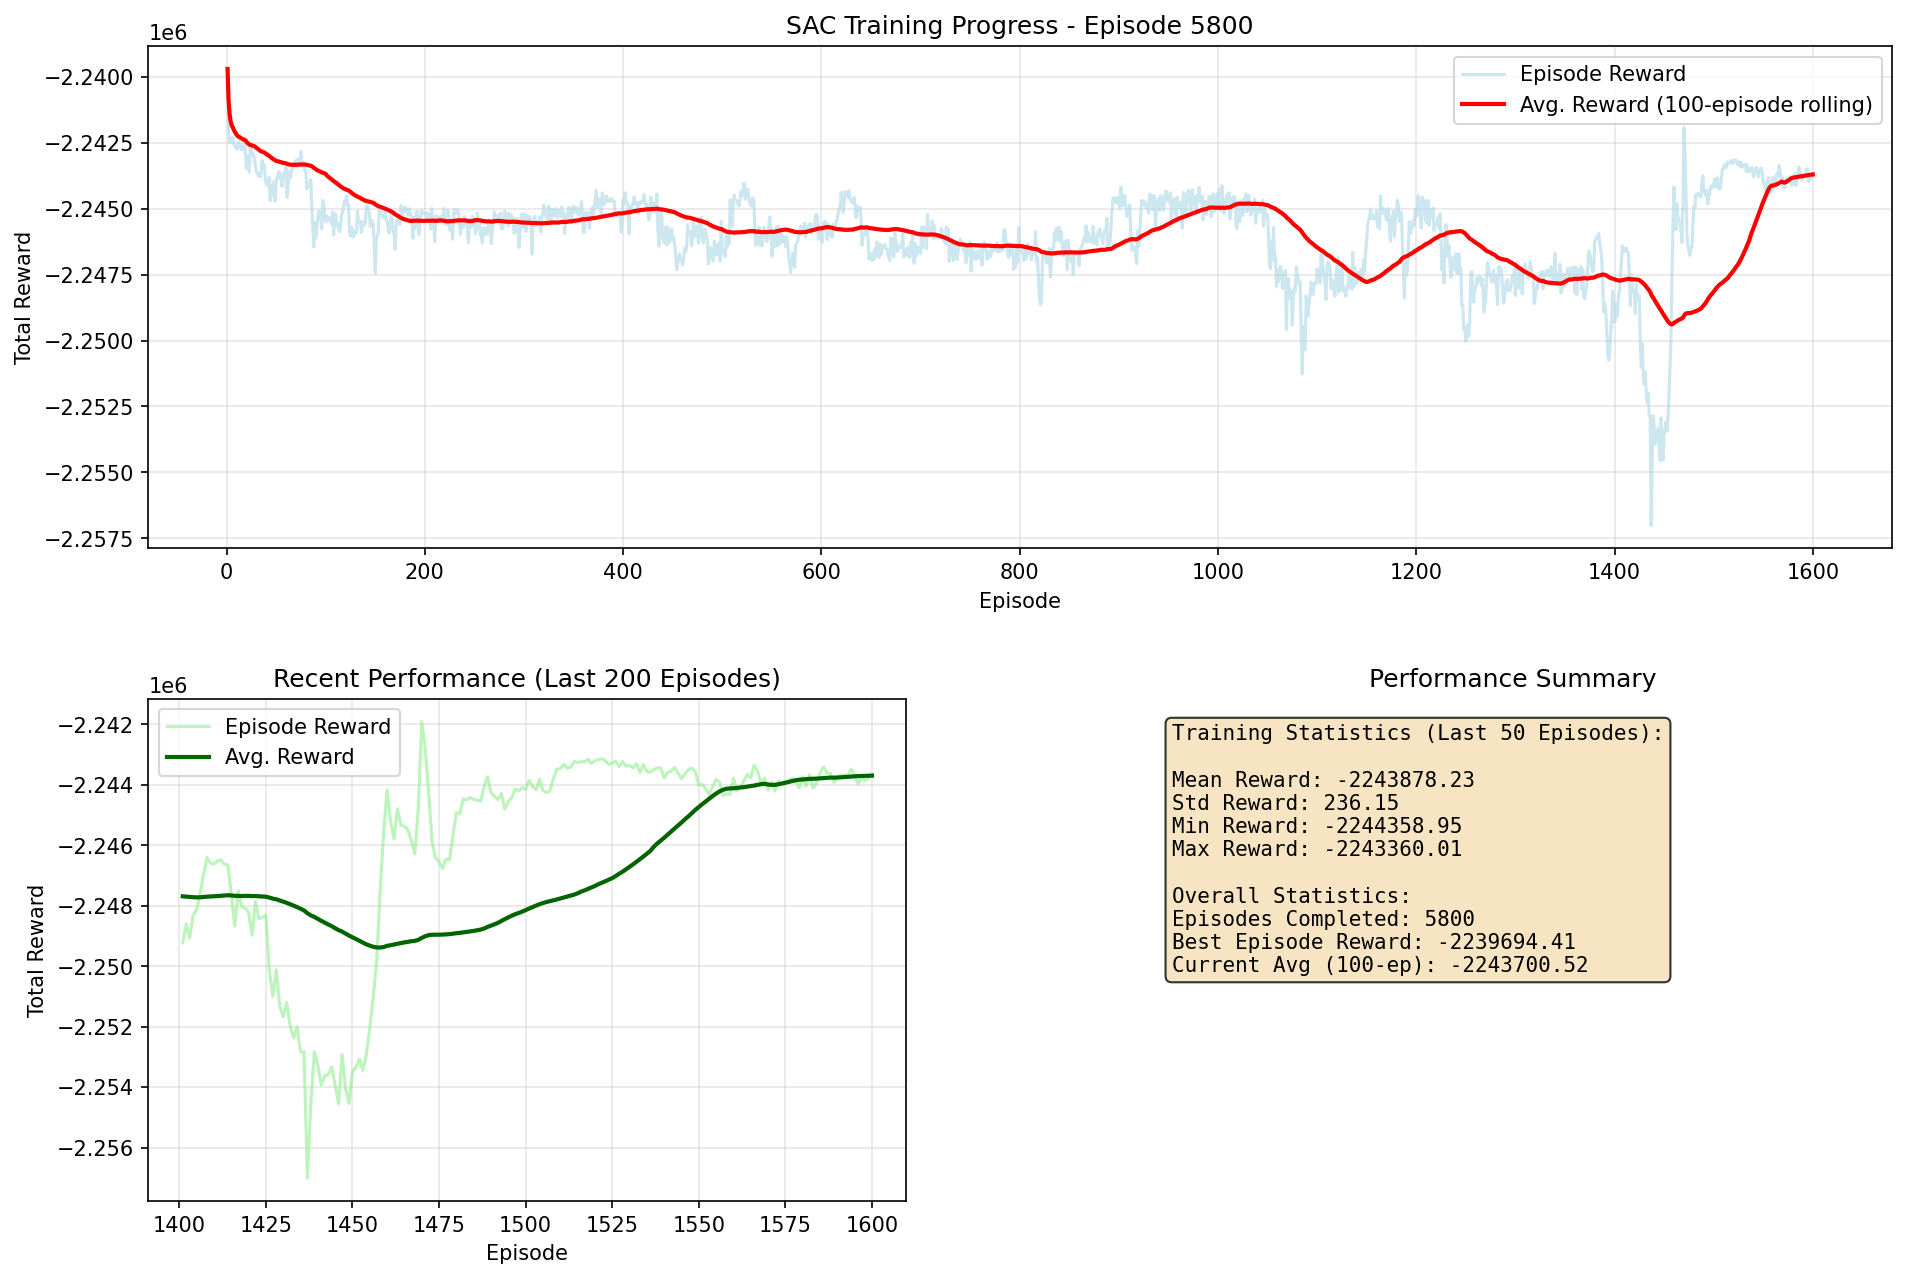 SAC Training Progress - Episode 5800
1e6
−2.2400
−2.2425
−2.2450
−2.2475
−2.2500
−2.2525
−2.2550
−2.2575
Total Reward
Episode Reward
Avg. Reward (100-episode rolling)
0 200 400 600 800 1000 1200 1400 1600
Episode
Recent Performance (Last 200 Episodes)
1e6
−2.242
−2.244
−2.246
−2.248
−2.250
−2.252
−2.254
−2.256
Total Reward
Episode Reward
Avg. Reward
1400 1425 1450 1475 1500 1525 1550 1575 1600
Episode
Performance Summary
Training Statistics (Last 50 Episodes):
Mean Reward: -2243878.23
Std Reward: 236.15
Min Reward: -2244358.95
Max Reward: -2243360.01
Overall Statistics:
Episodes Completed: 5800
Best Episode Reward: -2239694.41
Current Avg (100-ep): -2243700.52